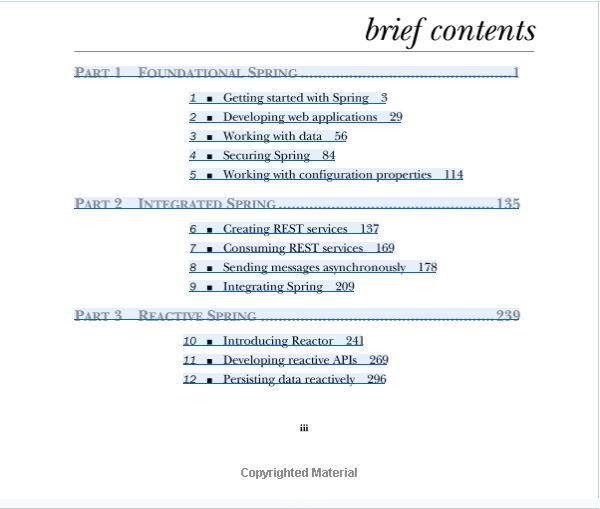 brief contents
PART 1 FOUNDATIONAL SPRING ......................................................1
1 ■ Getting started with Spring 3
2 ■ Developing web applications 29
3 ■ Working with data 56
4 ■ Securing Spring 84
5 ■ Working with configuration properties 114
PART 2 INTEGRATED SPRING......................................................135
6 ■ Creating REST services 137
7 ■ Consuming REST services 169
8 ■ Sending messages asynchronously 178
9 ■ Integrating Spring 209
PART 3 REACTIVE SPRING ......................................................239
10 ■ Introducing Reactor 241
11 ■ Developing reactive APIs 269
12 ■ Persisting data reactively 296
iii
Copyrighted Material